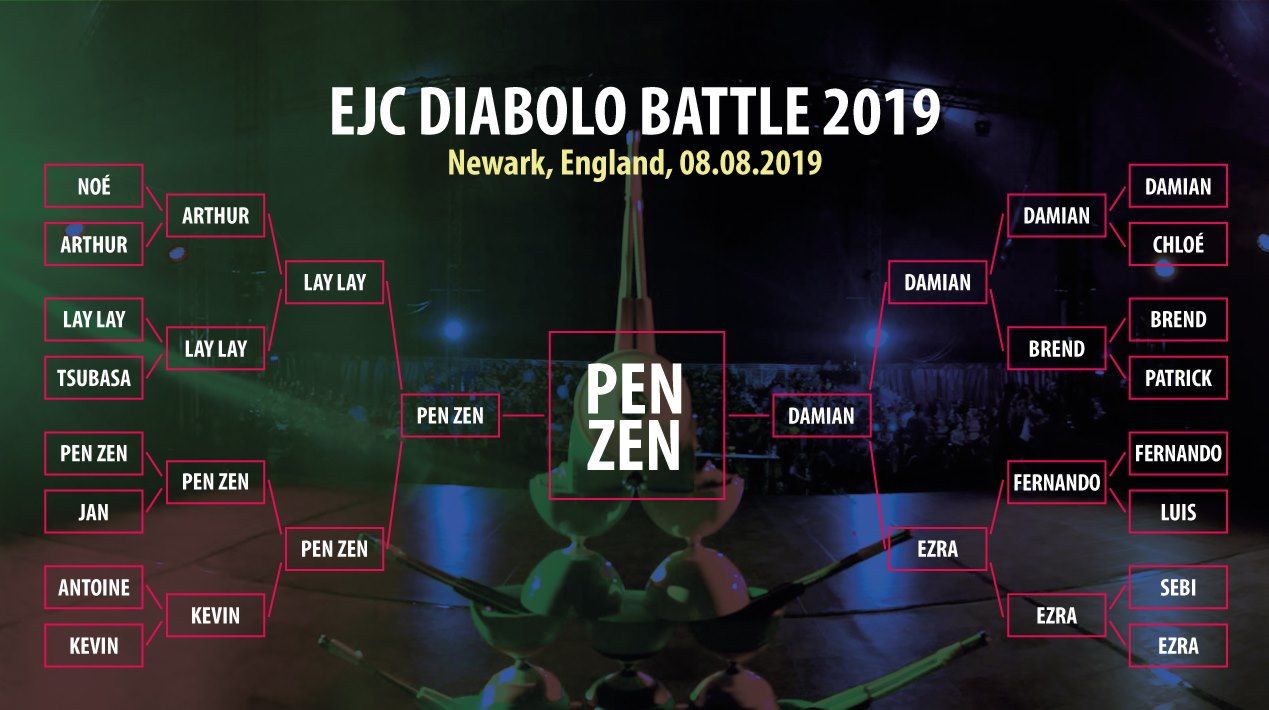 EJC DIABOLO BATTLE 2019
Newark, England, 08.08.2019
NOÉ
ARTHUR
LAY LAY
TSUBASA
PEN ZEN
JAN
ANTOINE
KEVIN
ARTHUR
LAY LAY
PEN ZEN
KEVIN
LAY LAY
PEN ZEN
PEN ZEN
PEN
ZEN
DAMIAN
DAMIAN
EZRA
DAMIAN
BREND
FERNANDO
EZRA
DAMIAN
CHLOÉ
BREND
PATRICK
FERNANDO
LUIS
SEBI
EZRA